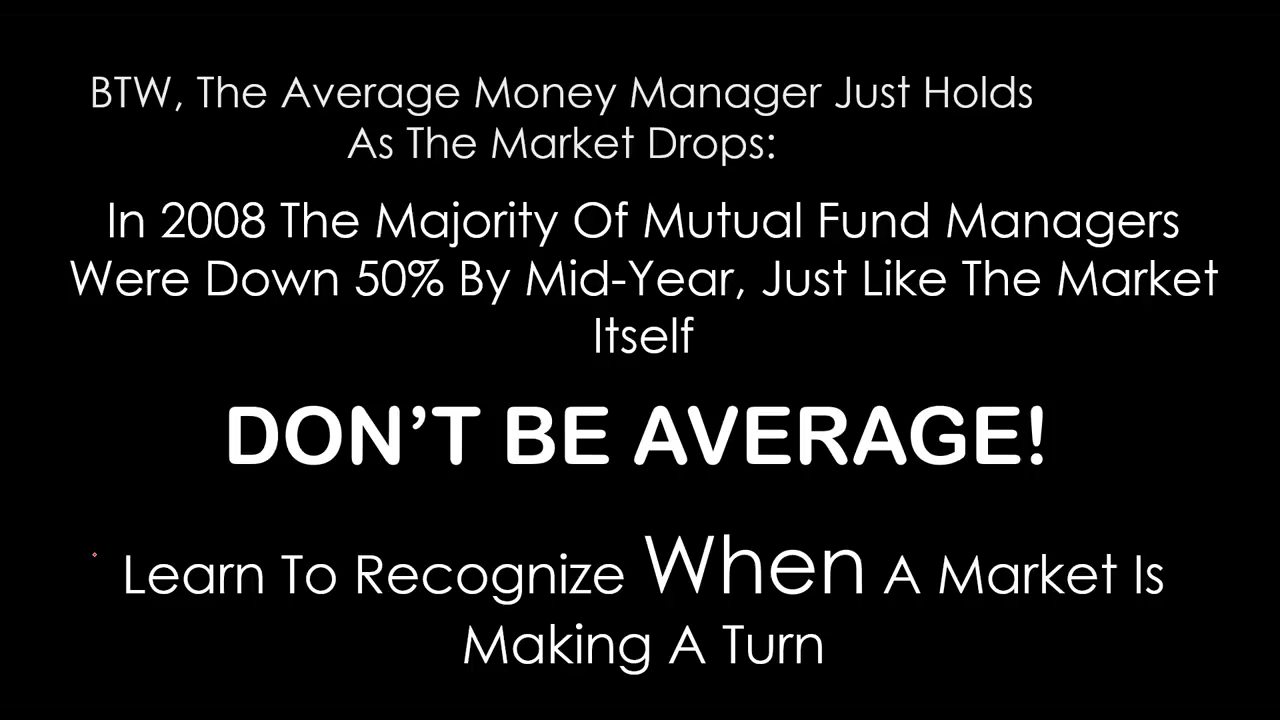 BTW, The Average Money Manager Just Holds
As The Market Drops:
In 2008 The Majority Of Mutual Fund Managers
Were Down 50% By Mid-Year, Just Like The Market
Itself
DON'T BE AVERAGE!
Learn To Recognize When A Market Is
Making A Turn